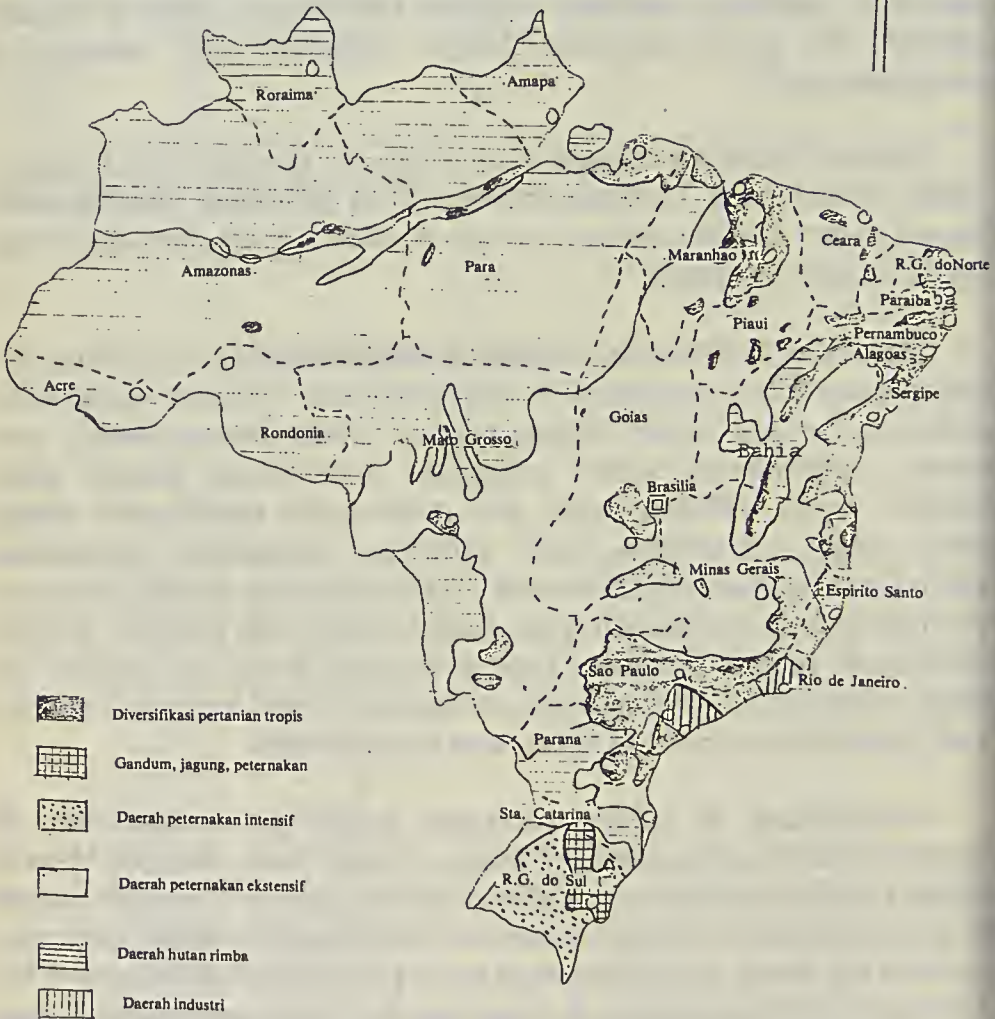 Roraima
Amapa
Amazonas
Para
Maranhao
Ceara
R.G. doNorte
Paraiba
Piaui
Pernambuco
Alagoas
Sergipe
Acre
Rondonia
Mato Grosso
Goias
Bahia
Brasilia
Minas Gerais
Espirito Santo
Sao Paulo
Rio de Janeiro.
Parana
Sta. Catarina
R.G. do Sul
Diversifikasi pertanian tropis
Gandum, jagung, peternakan
Daerah peternakan intensif
Daerah peternakan ekstensif
Daerah hutan rimba
Daerah industri